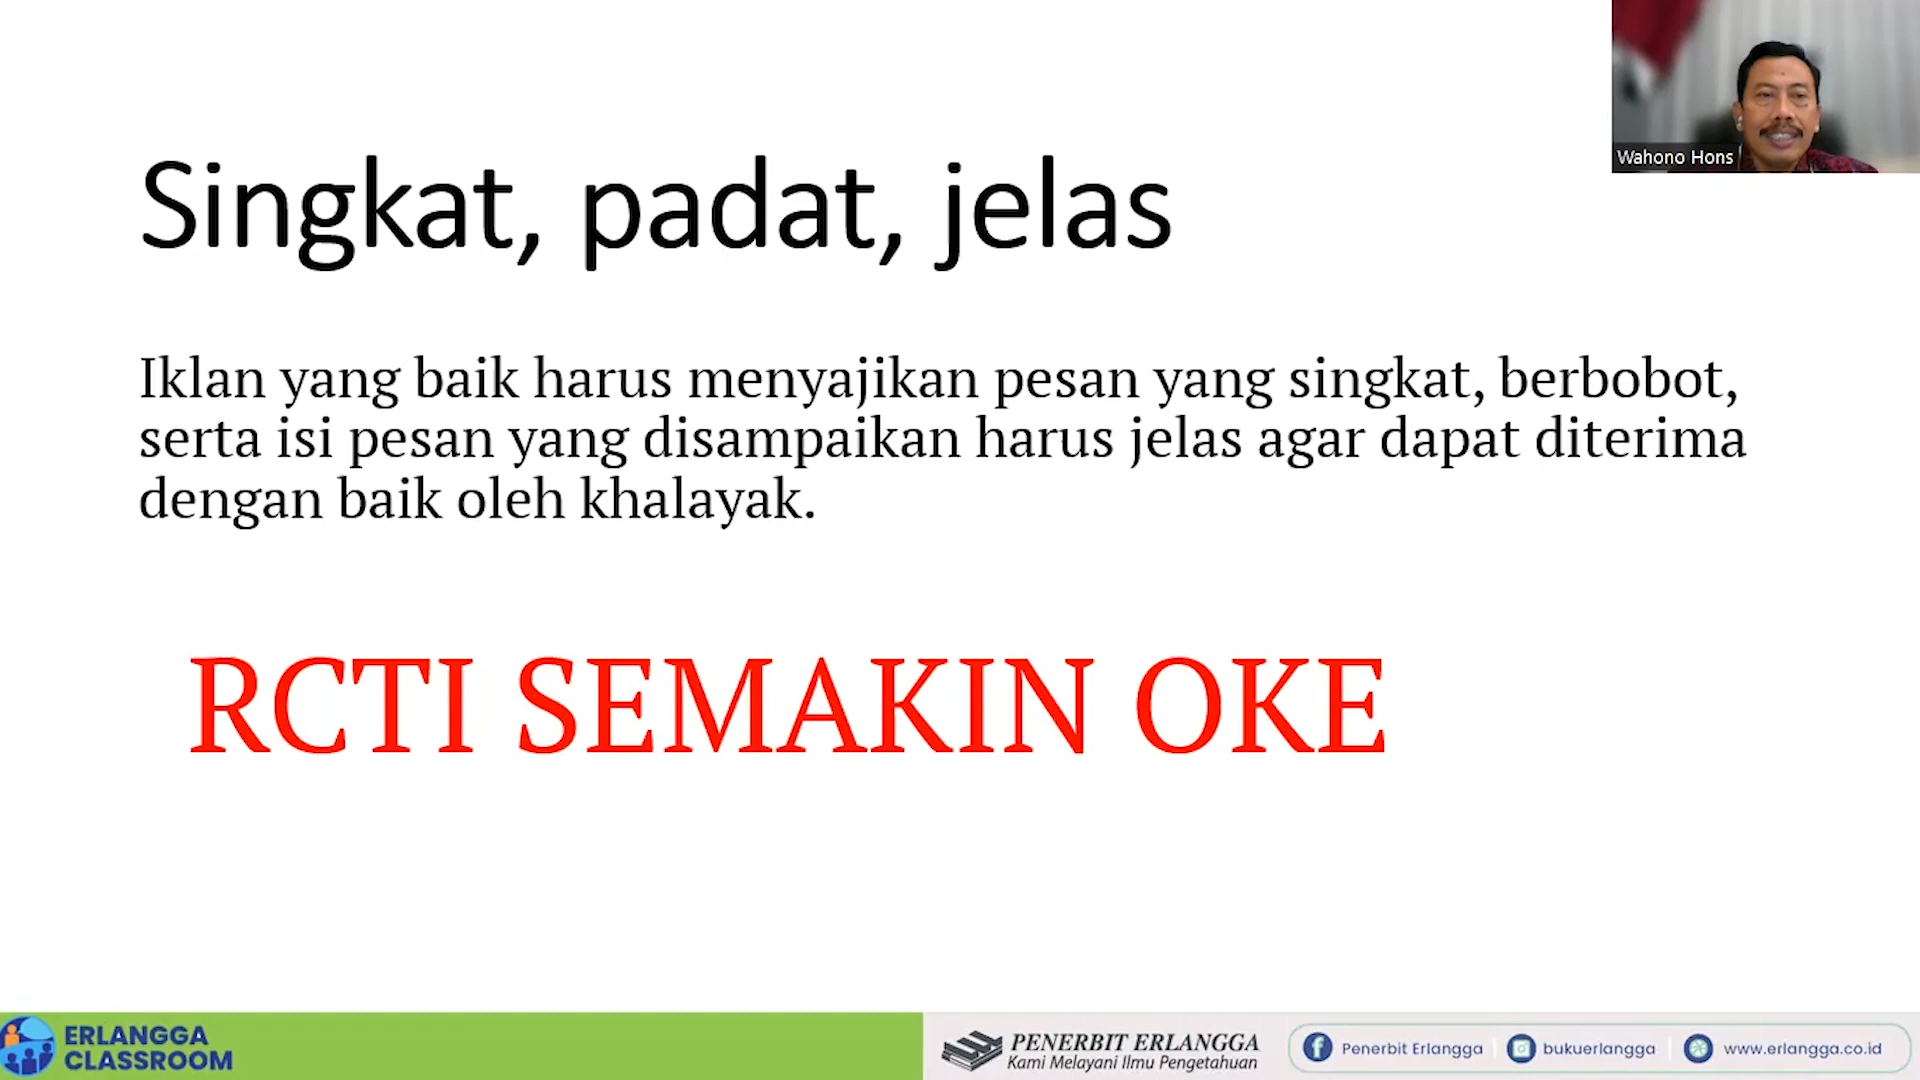 Wahono Hons
Singkat, padat, jelas
Iklan yang baik harus menyajikan pesan yang singkat, berbobot,
serta isi pesan yang disampaikan harus jelas agar dapat diterima
dengan baik oleh khalayak.
RCTI SEMAKIN OKE
ERLANGGA
CLASSROOM
PENERBIT ERLANGGA
Kami Melayani Ilmu Pengetahuan
Penerbit Erlangga
bukuerlangga
www.erlangga.co.id